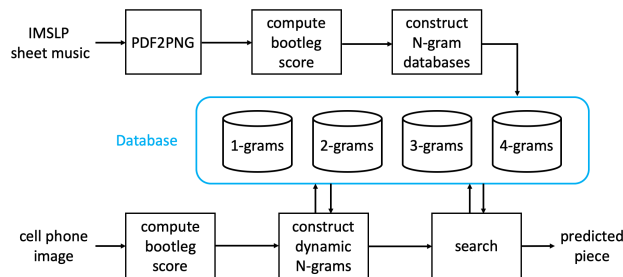 IMSLP
sheet music
PDF2PNG
compute
bootleg
score
construct
N-gram
databases
Database
1-grams
2-grams
3-grams
4-grams
cell phone
image
compute
bootleg
score
construct
dynamic
N-grams
search
predicted
piece